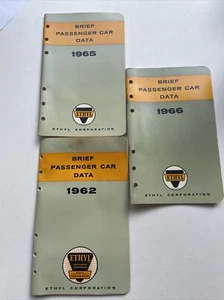 BRIEF
PASSENGER CAR
DATA
1965
ETHYL
ETHYL CORPORATION
BRIEF
PASSENGER CAR
DATA
1966
ETHYL
ETHYL CORPORATION
BRIEF
PASSENGER CAR
DATA
1962
ETHYL
ETHYL CORPORATION